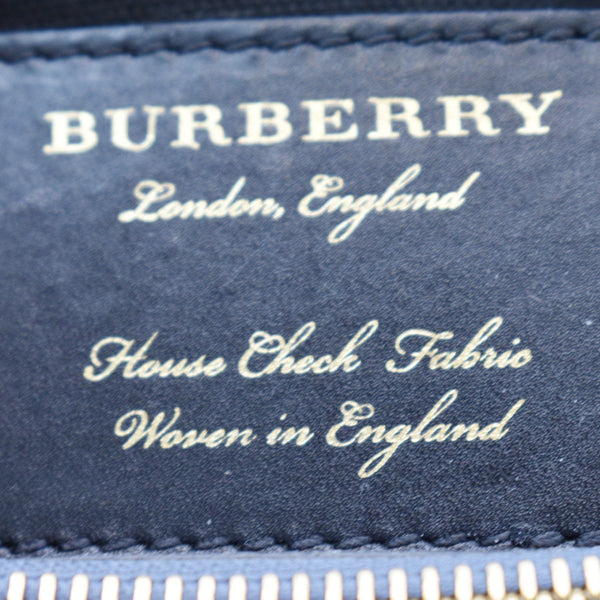 BURBERRY
London, England
House Check Fabric
Woven in England